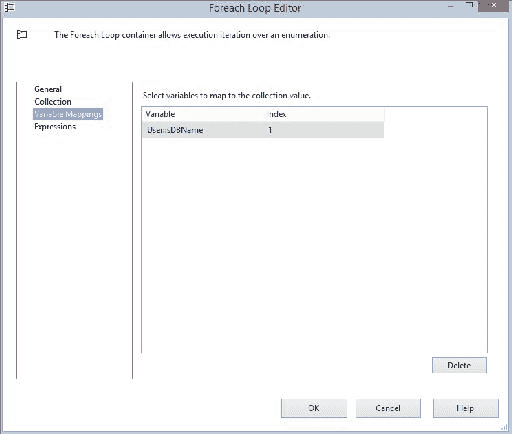 Foreach Loop Editor
The Foreach Loop container allows execution iteration over an enumeration.
General
Collection
Variable Mappings
Expressions
Select variables to map to the collection value.
Variable Index
User::sDBName 1
Delete
OK Cancel Help